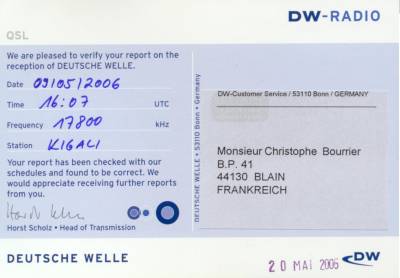 DW-RADIO
QSL
We are pleased to verify your report on the
reception of DEUTSCHE WELLE.
Date 09/05/2006
Time 16:07 UTC
Frequency 17800 kHz
Station KIGALI
Your report has been checked with our
schedules and found to be correct. We
would appreciate receiving further reports
from you.
Horst Scholz • Head of Transmission
DEUTSCHE WELLE
DEUTSCHE WELLE • 53110 Bonn • GERMANY
DW-Customer Service / 53110 Bonn / GERMANY
Monsieur Christophe Bourrier
B.P. 41
44130 BLAIN
FRANKREICH
20 MAI 2006
DW